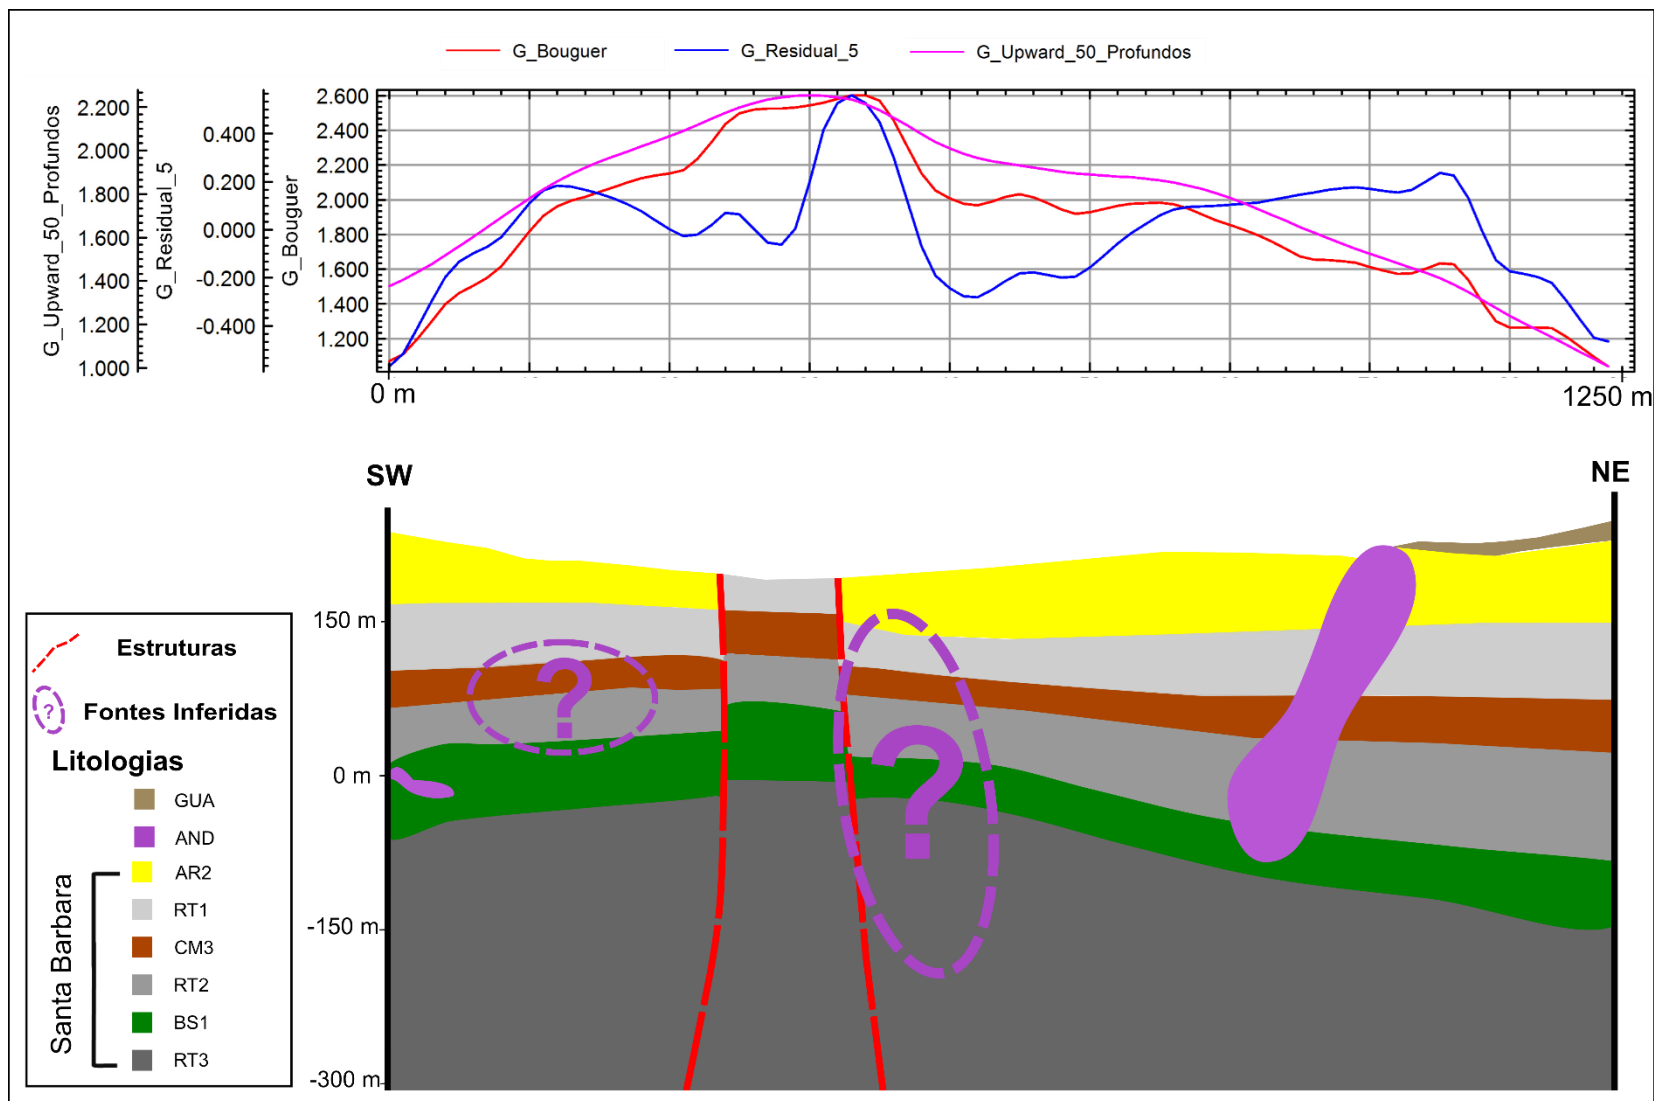 G_Bouguer G_Residual_5 G_Upward_50_Profundos
G_Upward_50_Profundos
2.200
2.000
1.800
1.600
1.400
1.200
1.000
G_Residual_5
0.400
0.200
0.000
-0.200
-0.400
G_Bouguer
2.600
2.400
2.200
2.000
1.800
1.600
1.400
1.200
0 m 1250 m
SW NE
150 m
0 m
-150 m
-300 m
? ?
Estruturas
? Fontes Inferidas
Litologias
GUA
AND
Santa Barbara
AR2
RT1
CM3
RT2
BS1
RT3